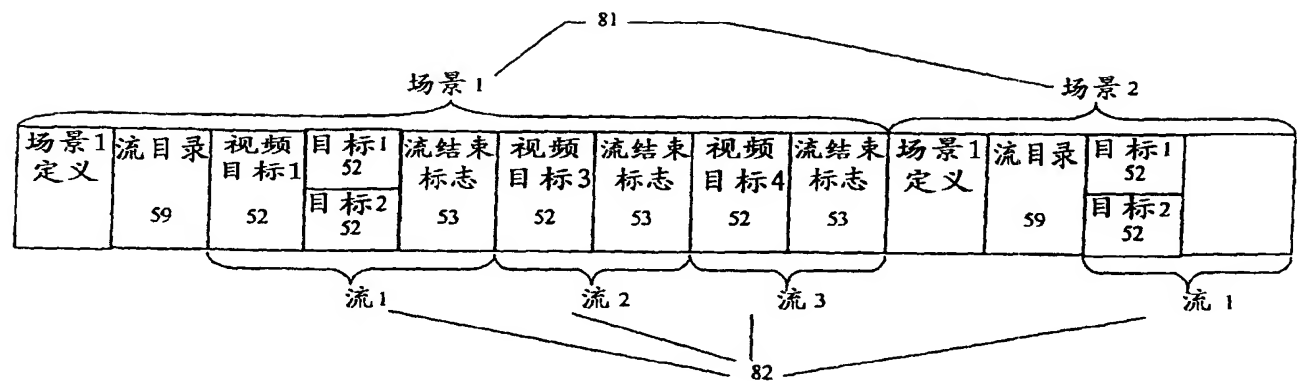 81
场景1
场景2
场景1
定义
流目录
59
视频
目标1
52
目标1
52
目标2
52
流结束
标志
53
视频
目标3
52
流结束
标志
53
视频
目标4
52
流结束
标志
53
场景1
定义
流目录
59
目标1
52
目标2
52
流1
流2
流3
流1
82